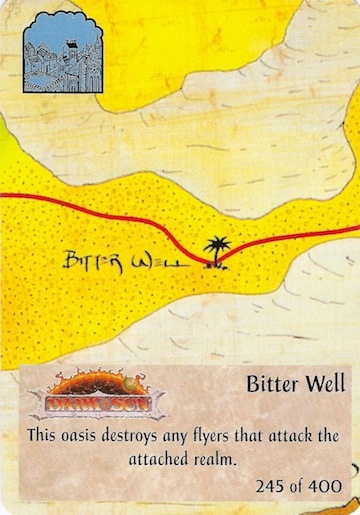 Bitter Well
DARK SUN
Bitter Well
This oasis destroys any flyers that attack the
attached realm.
245 of 400